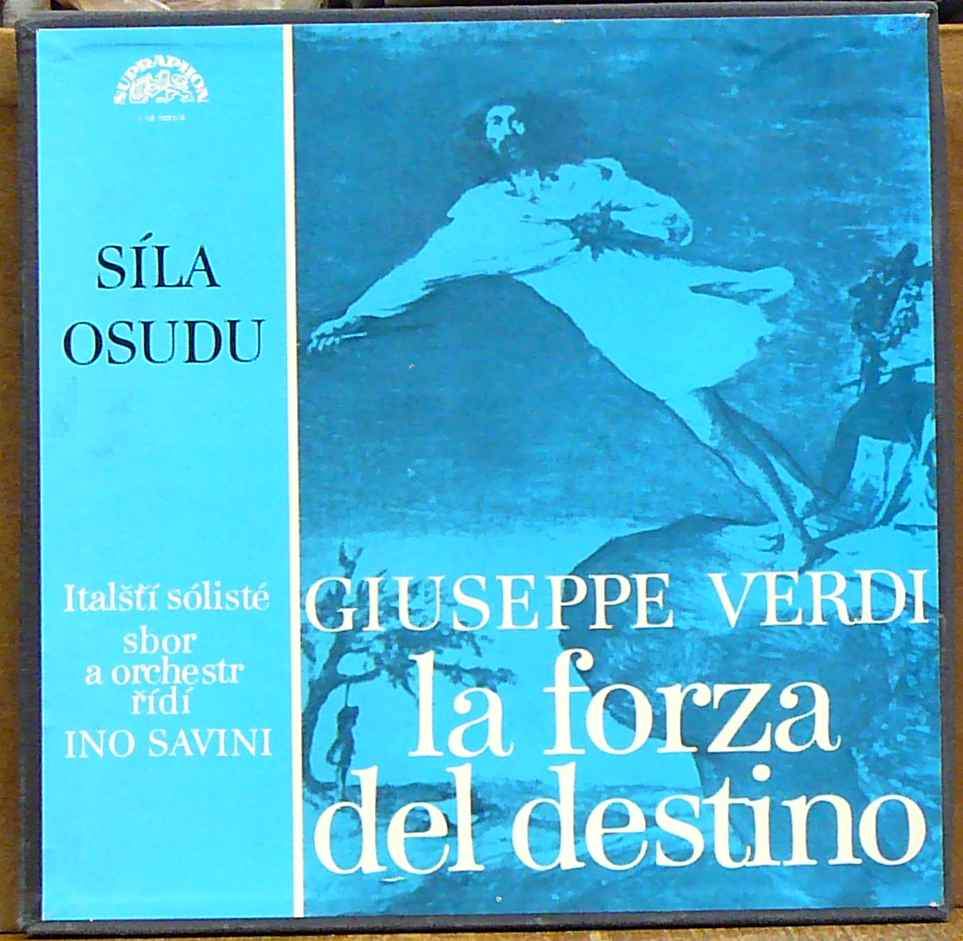 SUPRAPHON
SÍLA
OSUDU
Italští sólisté
sbor
a orchestr
řídí
INO SAVINI
GIUSEPPE VERDI
la forza
del destino